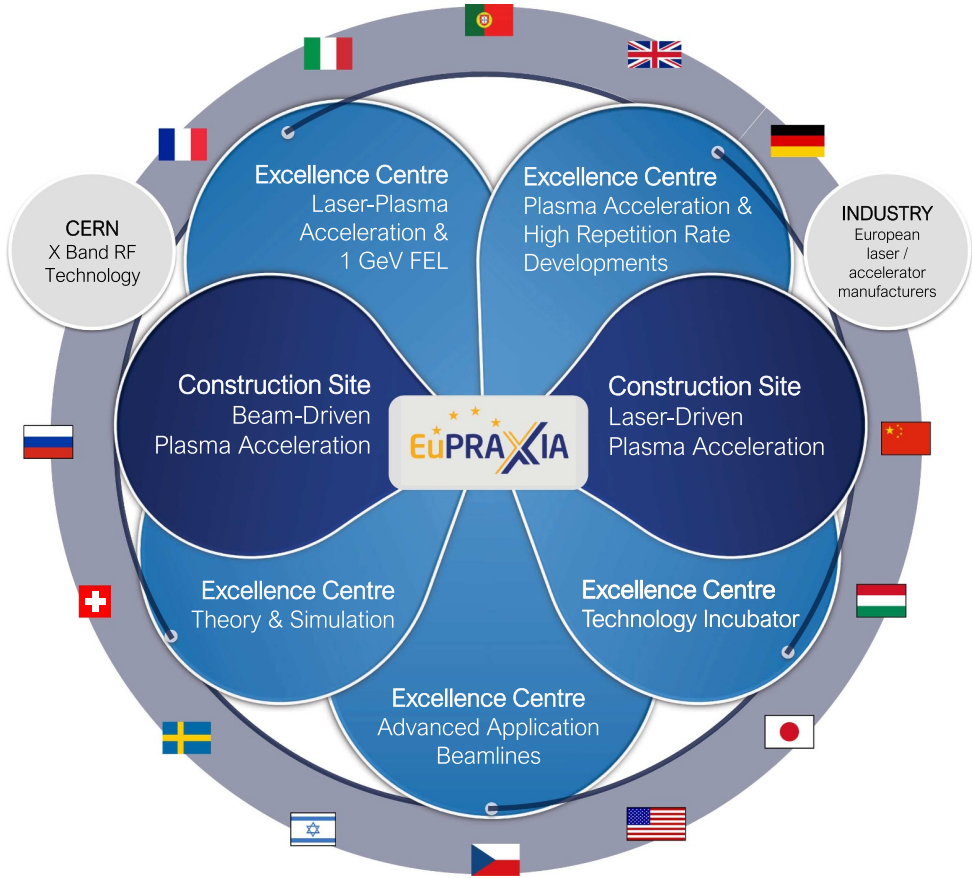 Excellence Centre
Laser-Plasma
Acceleration &
1 GeV FEL
Excellence Centre
Plasma Acceleration &
High Repetition Rate
Developments
CERN
X Band RF
Technology
INDUSTRY
European
laser /
accelerator
manufacturers
Construction Site
Beam-Driven
Plasma Acceleration
EuPRAXIA
Construction Site
Laser-Driven
Plasma Acceleration
Excellence Centre
Theory & Simulation
Excellence Centre
Technology Incubator
Excellence Centre
Advanced Application
Beamlines